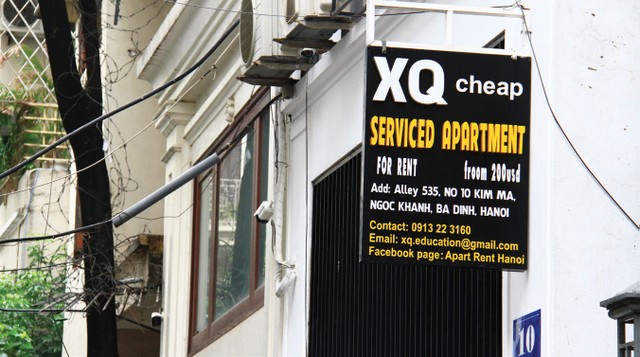 XQ cheap
SERVICED APARTMENT
FOR RENT froom 200usd
Add: Alley 535, NO 10 KIM MA,
NGOC KHANH, BA DINH, HANOI
Contact: 0913 22 3160
Email: xq.education@gmail.com
Facebook page: Apart Rent Hanoi
10